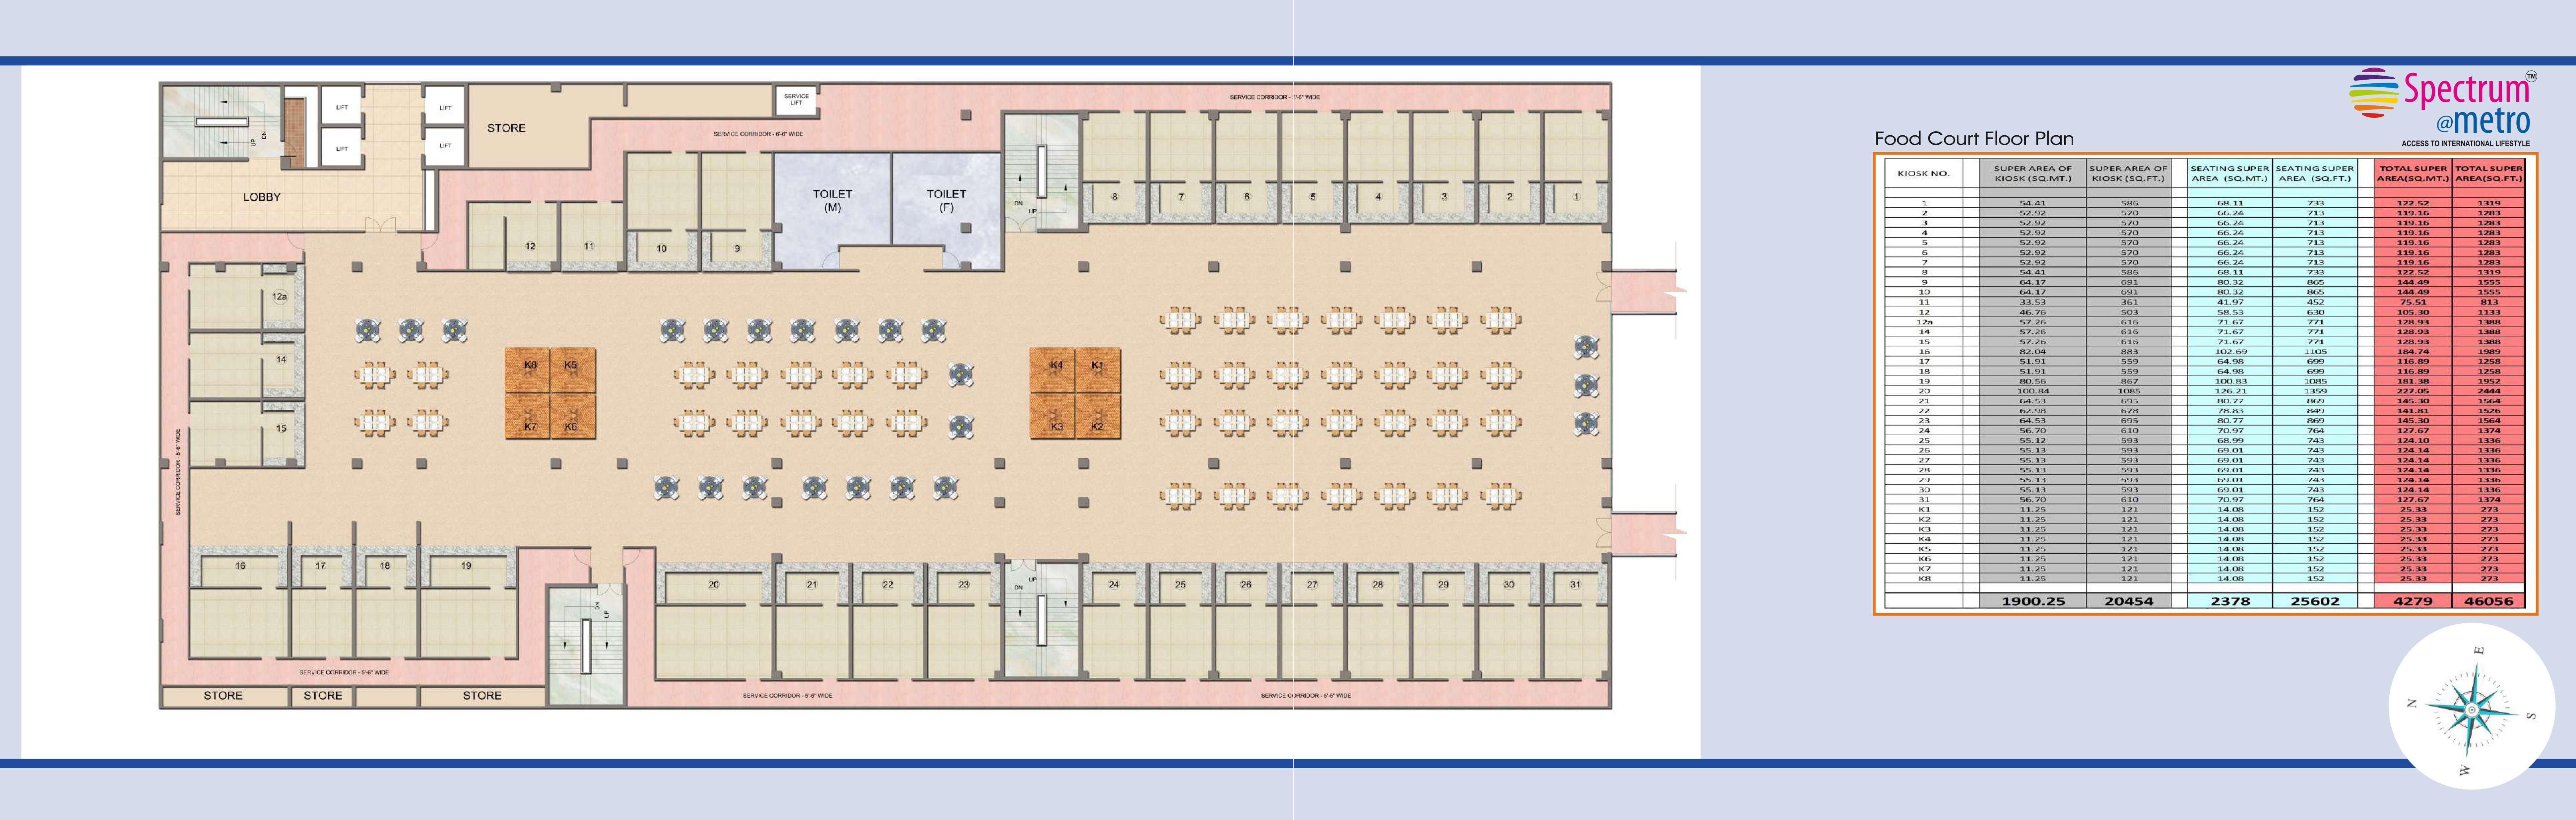 Spectrum™
@metro
ACCESS TO INTERNATIONAL LIFESTYLE
Food Court Floor Plan
KIOSK NO. SUPER AREA OF KIOSK (SQ.MT.) SUPER AREA OF KIOSK (SQ.FT.) SEATING SUPER AREA (SQ.MT.) SEATING SUPER AREA (SQ.FT.) TOTAL SUPER AREA(SQ.MT.) TOTAL SUPER AREA(SQ.FT.)
1 54.41 586 68.11 733 122.52 1319
2 52.92 570 66.24 713 119.16 1283
3 52.92 570 66.24 713 119.16 1283
4 52.92 570 66.24 713 119.16 1283
5 52.92 570 66.24 713 119.16 1283
6 52.92 570 66.24 713 119.16 1283
7 52.92 570 66.24 713 119.16 1283
8 54.41 586 68.11 733 122.52 1319
9 64.17 691 80.32 865 144.49 1555
10 64.17 691 80.32 865 144.49 1555
11 33.53 361 41.97 452 75.51 813
12 46.76 503 58.53 630 105.30 1133
12a 57.26 616 71.67 771 128.93 1388
14 57.26 616 71.67 771 128.93 1388
15 57.26 616 71.67 771 128.93 1388
16 82.04 883 102.69 1105 184.74 1989
17 51.91 559 64.98 699 116.89 1258
18 51.91 559 64.98 699 116.89 1258
19 80.56 867 100.83 1085 181.38 1952
20 100.84 1085 126.21 1359 227.05 2444
21 64.53 695 80.77 869 145.30 1564
22 62.98 678 78.83 849 141.81 1526
23 64.53 695 80.77 869 145.30 1564
24 56.70 610 70.97 764 127.67 1374
25 55.12 593 68.99 743 124.10 1336
26 55.13 593 69.01 743 124.14 1336
27 55.13 593 69.01 743 124.14 1336
28 55.13 593 69.01 743 124.14 1336
29 55.13 593 69.01 743 124.14 1336
30 55.13 593 69.01 743 124.14 1336
31 56.70 610 70.97 764 127.67 1374
K1 11.25 121 14.08 152 25.33 273
K2 11.25 121 14.08 152 25.33 273
K3 11.25 121 14.08 152 25.33 273
K4 11.25 121 14.08 152 25.33 273
K5 11.25 121 14.08 152 25.33 273
K6 11.25 121 14.08 152 25.33 273
K7 11.25 121 14.08 152 25.33 273
K8 11.25 121 14.08 152 25.33 273
1900.25 20454 2378 25602 4279 46056
LIFT LIFT
LIFT LIFT
DN
UP
LOBBY
STORE
SERVICE LIFT
SERVICE CORRIDOR - 6'-6" WIDE
SERVICE CORRIDOR - 5'-6" WIDE
TOILET (M)
TOILET (F)
DN
UP
12 11 10 9
8 7 6 5 4 3 2 1
12a
14
15
SERVICE CORRIDOR - 5'-6" WIDE
K8 K5
K7 K6
K4 K1
K3 K2
16 17 18 19
20 21 22 23
24 25 26 27 28 29 30 31
DN
UP
DN
UP
SERVICE CORRIDOR - 5'-6" WIDE
STORE STORE STORE
SERVICE CORRIDOR - 5'-6" WIDE
SERVICE CORRIDOR - 5'-6" WIDE
E
N
S
W